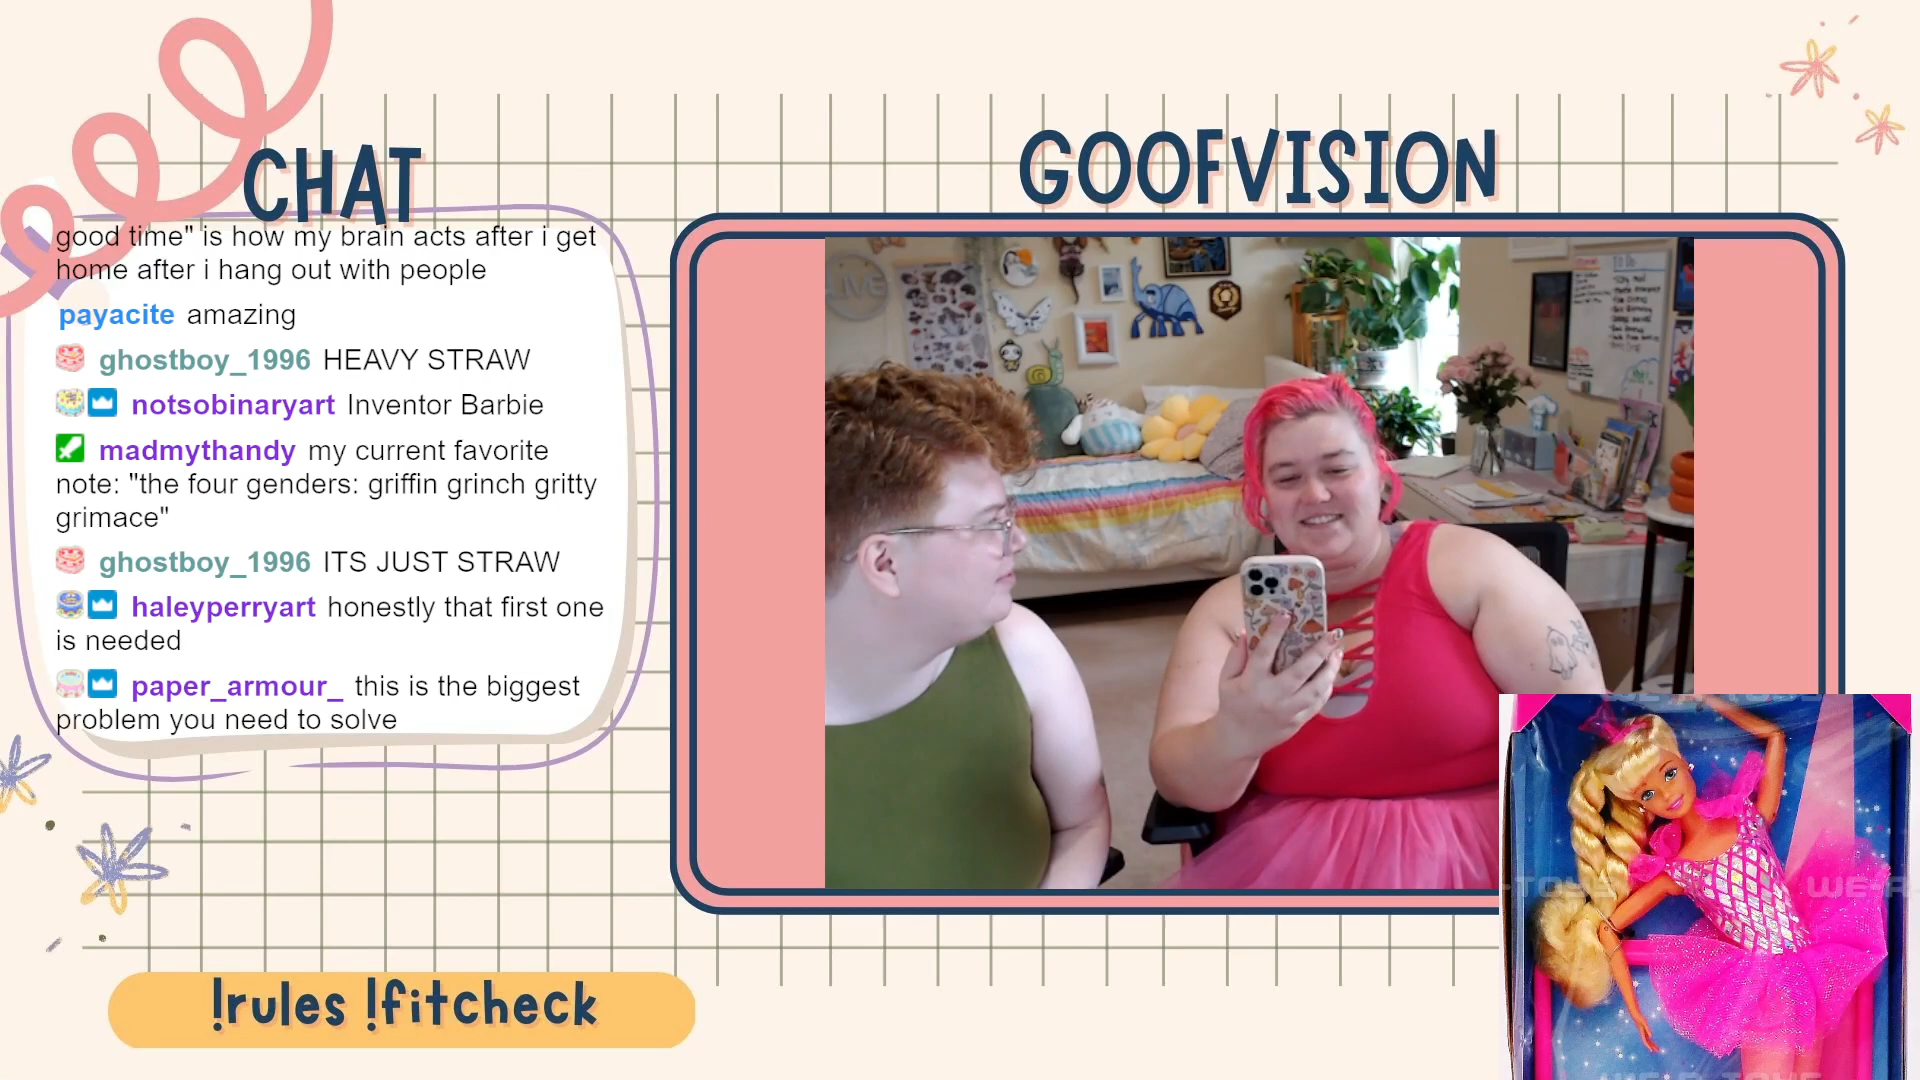 CHAT
GOOFVISION
good time" is how my brain acts after i get
home after i hang out with people
payacite amazing
ghostboy_1996 HEAVY STRAW
notsobinaryart Inventor Barbie
madmythandy my current favorite
note: "the four genders: griffin grinch gritty
grimace"
ghostboy_1996 ITS JUST STRAW
haleyperryart honestly that first one
is needed
paper_armour_ this is the biggest
problem you need to solve
LIVE
!rules !fitcheck